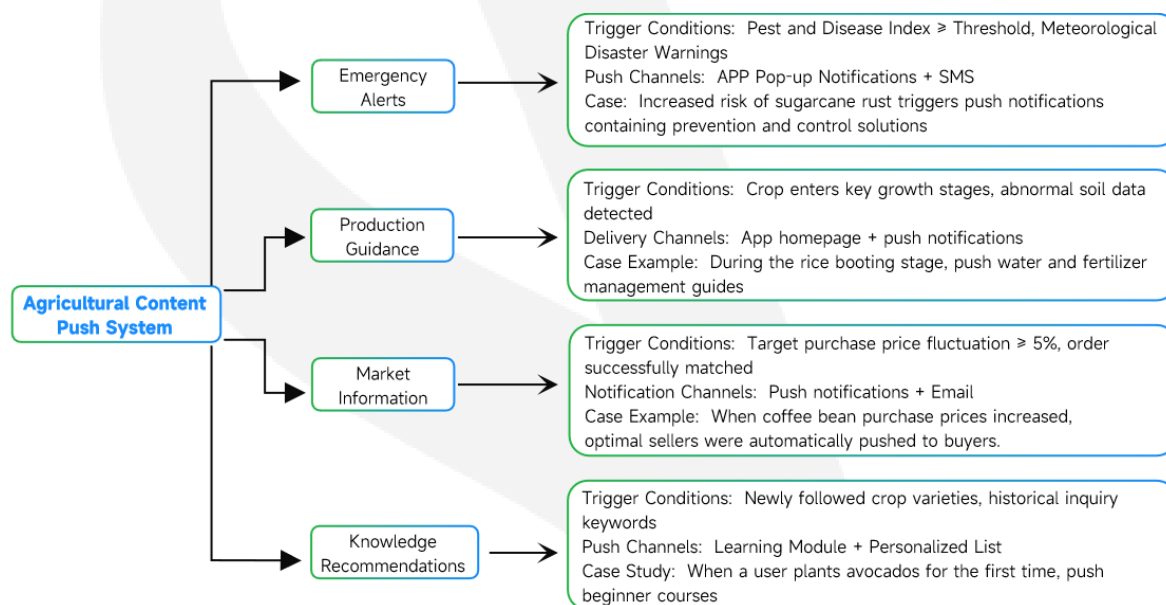 Trigger Conditions: Pest and Disease Index ≥ Threshold, Meteorological
Disaster Warnings
Push Channels: APP Pop-up Notifications + SMS
Case: Increased risk of sugarcane rust triggers push notifications
containing prevention and control solutions
Emergency
Alerts
Trigger Conditions: Crop enters key growth stages, abnormal soil data
detected
Delivery Channels: App homepage + push notifications
Case Example: During the rice booting stage, push water and fertilizer
management guides
Production
Guidance
Agricultural Content
Push System
Trigger Conditions: Target purchase price fluctuation ≥ 5%, order
successfully matched
Notification Channels: Push notifications + Email
Case Example: When coffee bean purchase prices increased,
optimal sellers were automatically pushed to buyers.
Market
Information
Trigger Conditions: Newly followed crop varieties, historical inquiry
keywords
Push Channels: Learning Module + Personalized List
Case Study: When a user plants avocados for the first time, push
beginner courses
Knowledge
Recommendations